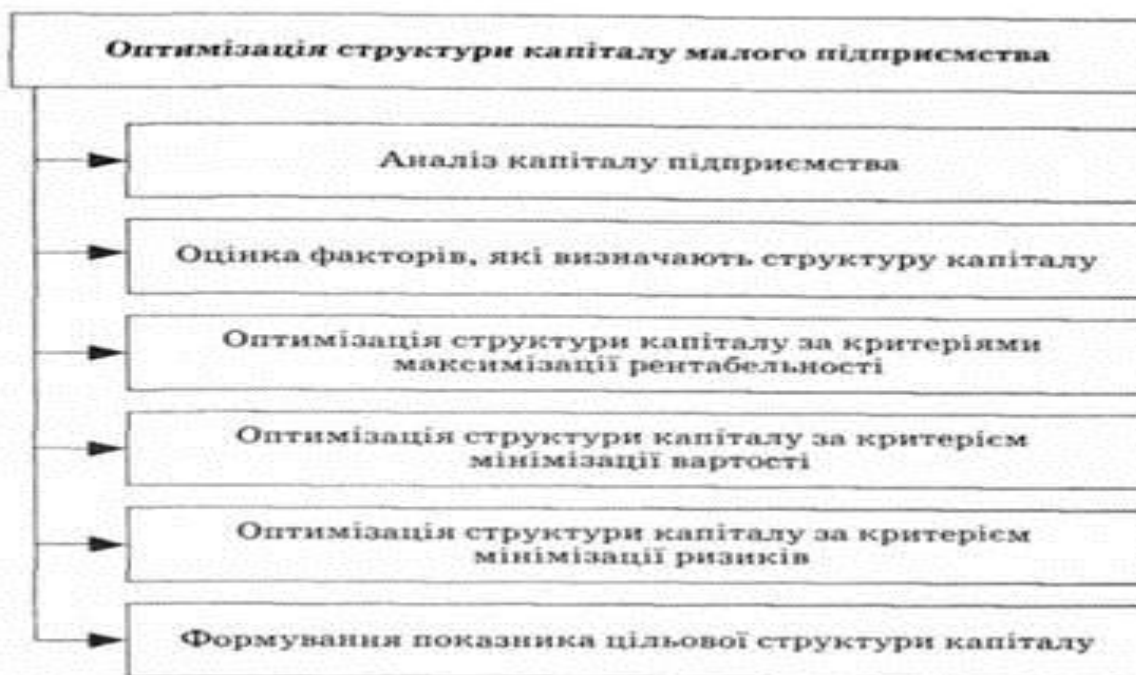 Оптимізація структури капіталу малого підприємства
Аналіз капіталу підприємства
Оцінка факторів, які визначають структуру капіталу
Оптимізація структури капіталу за критеріями
максимізації рентабельності
Оптимізація структури капіталу за критерієм
мінімізації вартості
Оптимізація структури капіталу за критерієм
мінімізації ризиків
Формування показника цільової структури капіталу